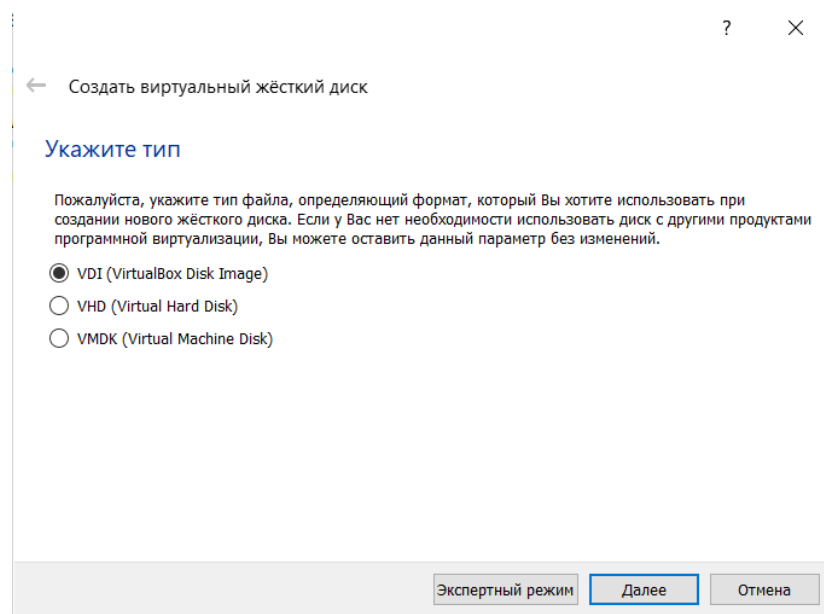 ?
Создать виртуальный жёсткий диск
Укажите тип
Пожалуйста, укажите тип файла, определяющий формат, который Вы хотите использовать при
создании нового жёсткого диска. Если у Вас нет необходимости использовать диск с другими продуктами
программной виртуализации, Вы можете оставить данный параметр без изменений.
VDI (VirtualBox Disk Image)
VHD (Virtual Hard Disk)
VMDK (Virtual Machine Disk)
Экспертный режим Далее Отмена